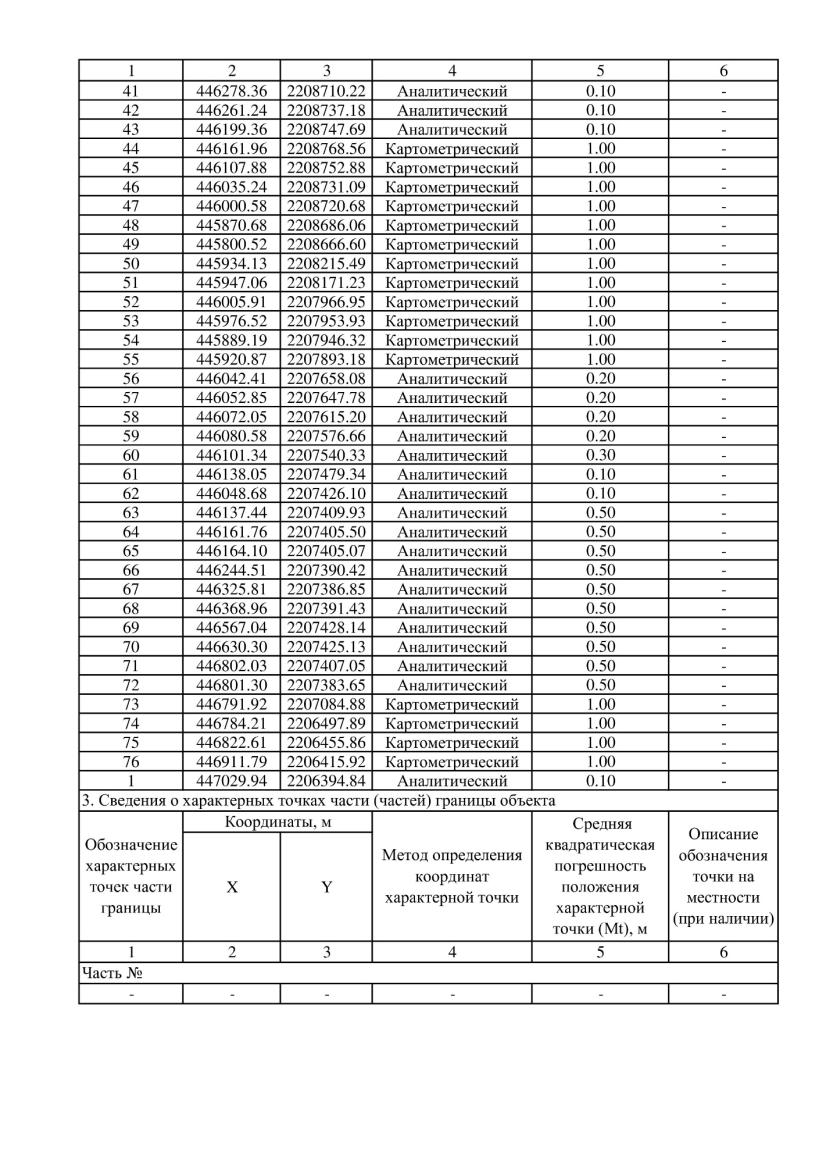 1 2 3 4 5 6
41 446278.36 2208710.22 Аналитический 0.10 -
42 446261.24 2208737.18 Аналитический 0.10 -
43 446199.36 2208747.69 Аналитический 0.10 -
44 446161.96 2208768.56 Картометрический 1.00 -
45 446107.88 2208752.88 Картометрический 1.00 -
46 446035.24 2208731.09 Картометрический 1.00 -
47 446000.58 2208720.68 Картометрический 1.00 -
48 445870.68 2208686.06 Картометрический 1.00 -
49 445800.52 2208666.60 Картометрический 1.00 -
50 445934.13 2208215.49 Картометрический 1.00 -
51 445947.06 2208171.23 Картометрический 1.00 -
52 446005.91 2207966.95 Картометрический 1.00 -
53 445976.52 2207953.93 Картометрический 1.00 -
54 445889.19 2207946.32 Картометрический 1.00 -
55 445920.87 2207893.18 Картометрический 1.00 -
56 446042.41 2207658.08 Аналитический 0.20 -
57 446052.85 2207647.78 Аналитический 0.20 -
58 446072.05 2207615.20 Аналитический 0.20 -
59 446080.58 2207576.66 Аналитический 0.20 -
60 446101.34 2207540.33 Аналитический 0.30 -
61 446138.05 2207479.34 Аналитический 0.10 -
62 446048.68 2207426.10 Аналитический 0.10 -
63 446137.44 2207409.93 Аналитический 0.50 -
64 446161.76 2207405.50 Аналитический 0.50 -
65 446164.10 2207405.07 Аналитический 0.50 -
66 446244.51 2207390.42 Аналитический 0.50 -
67 446325.81 2207386.85 Аналитический 0.50 -
68 446368.96 2207391.43 Аналитический 0.50 -
69 446567.04 2207428.14 Аналитический 0.50 -
70 446630.30 2207425.13 Аналитический 0.50 -
71 446802.03 2207407.05 Аналитический 0.50 -
72 446801.30 2207383.65 Аналитический 0.50 -
73 446791.92 2207084.88 Картометрический 1.00 -
74 446784.21 2206497.89 Картометрический 1.00 -
75 446822.61 2206455.86 Картометрический 1.00 -
76 446911.79 2206415.92 Картометрический 1.00 -
1 447029.94 2206394.84 Аналитический 0.10 -
3. Сведения о характерных точках части (частей) границы объекта
Обозначение
характерных
точек части
границы
Координаты, м
X Y
Метод определения
координат
характерной точки
Средняя
квадратическая
погрешность
положения
характерной
точки (Mt), м
Описание
обозначения
точки на
местности
(при наличии)
1 2 3 4 5 6
Часть №
- - - - - -